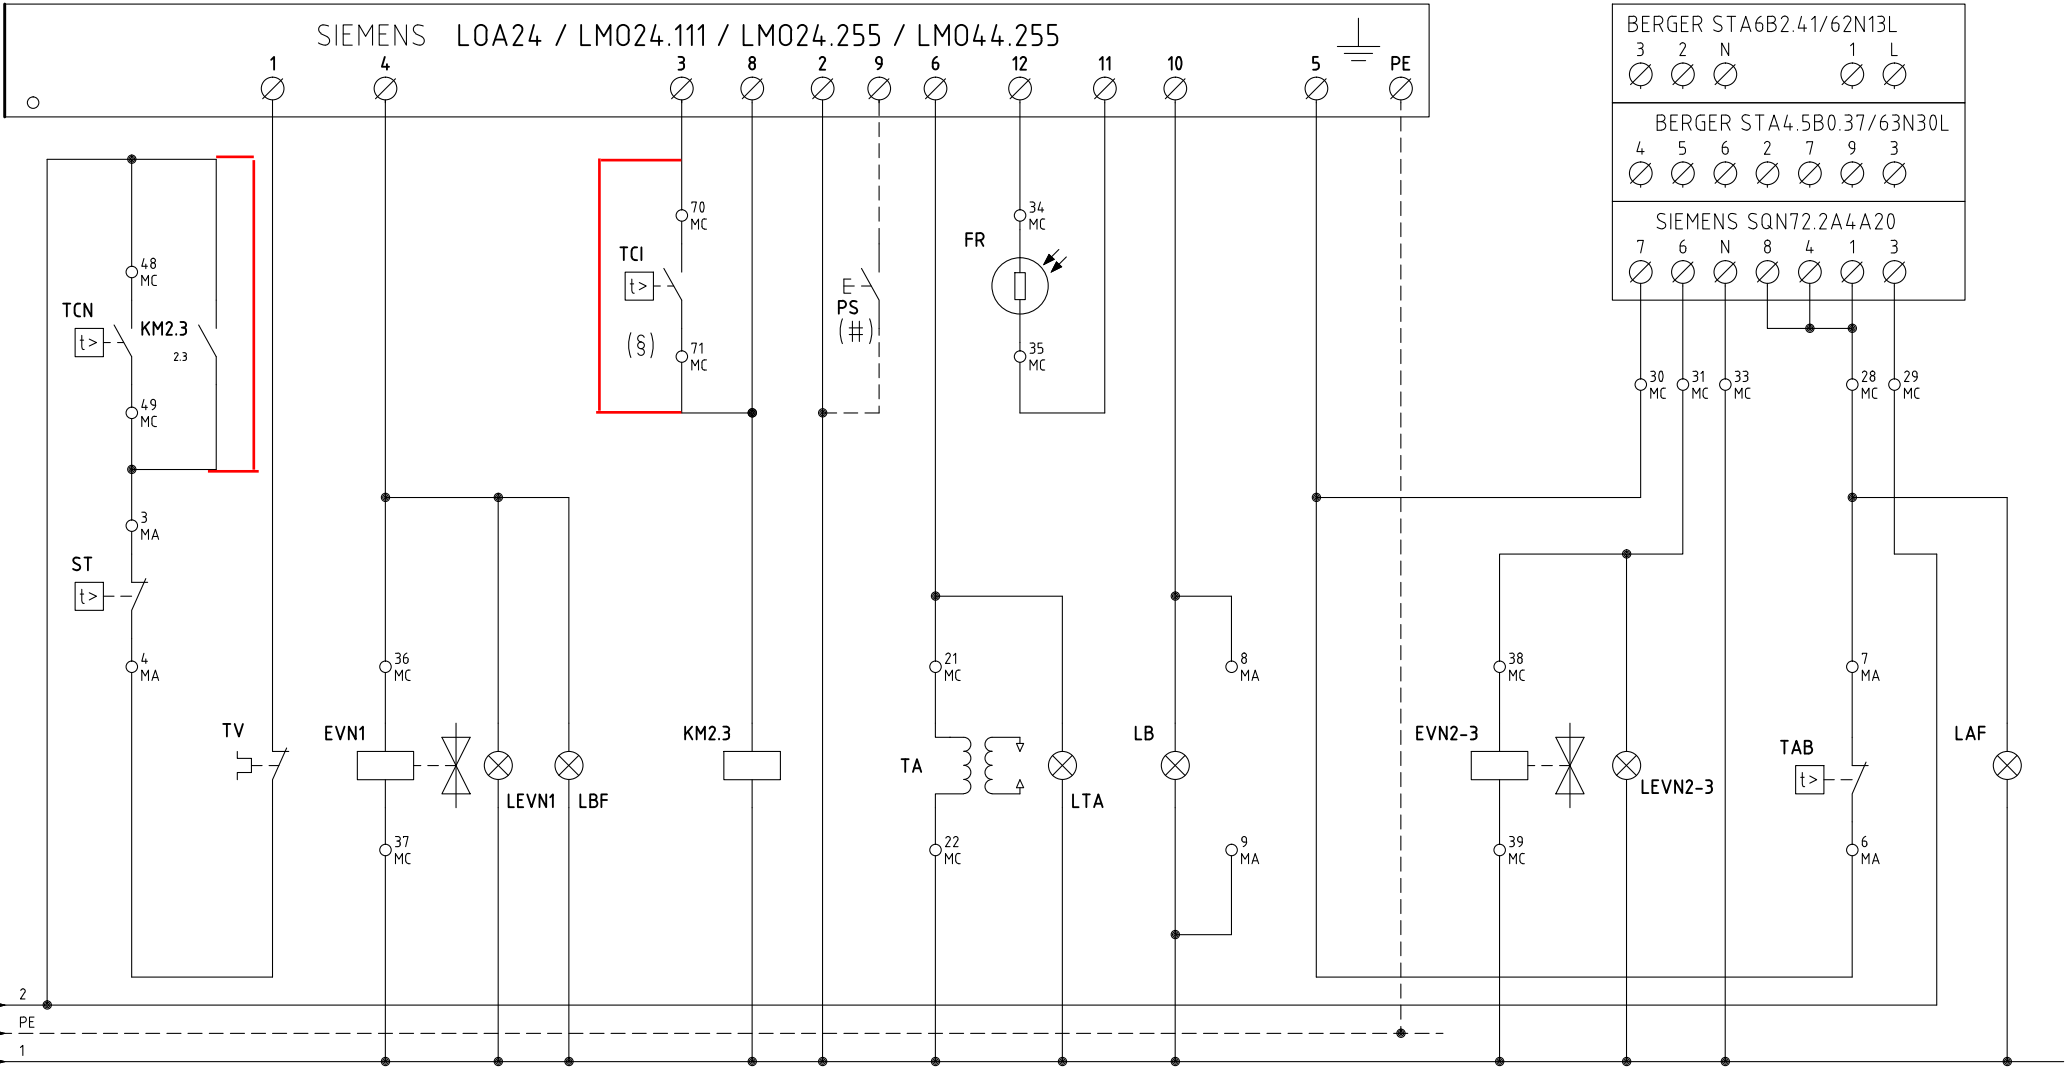 SIEMENS LOA24 / LMO24.111 / LMO24.255 / LMO44.255
1 4 3 8 2 9 6 12 11 10 5 PE
BERGER STA6B2.41/62N13L
3 2 N 1 L
BERGER STA4.5B0.37/63N30L
4 5 6 2 7 9 3
SIEMENS SQN72.2A4A20
7 6 N 8 4 1 3
48
MC
TCN
t>
KM2.3
2.3
49
MC
3
MA
ST
t>
4
MA
TV
36
MC
EVN1
LEVN1
LBF
37
MC
70
MC
TCI
t>
(§)
71
MC
KM2.3
E
PS
(#)
34
MC
FR
35
MC
21
MC
TA
LTA
22
MC
8
MA
LB
9
MA
30
MC
31
MC
33
MC
28
MC
29
MC
38
MC
EVN2-3
LEVN2-3
39
MC
7
MA
TAB
t>
6
MA
LAF
2
PE
1